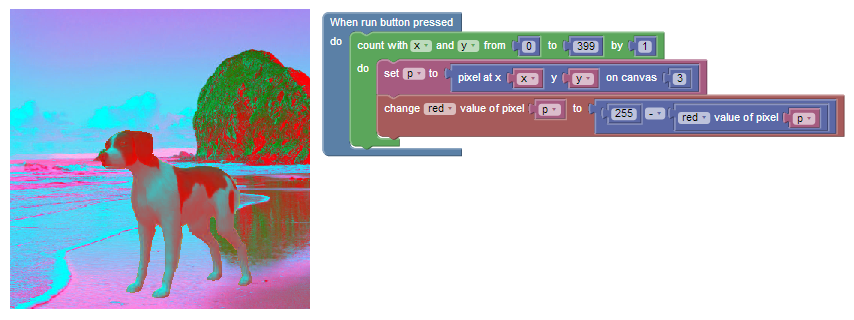 When run button pressed
do count with x and y from 0 to 399 by 1
do set p to pixel at x x y y on canvas 3
change red value of pixel p to 255 - red value of pixel p